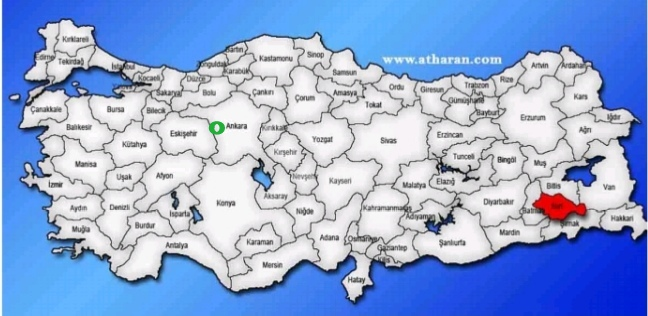 Kırklareli
Edirne
Tekirdağ
İstanbul
Kocaeli
Sakarya
Düzce
Zonguldak
Bartın
Karabük
Kastamonu
Sinop
Samsun
www.atharan.com
Artvin
Ardahan
Rize
Trabzon
Giresun
Ordu
Gümüşhane
Bayburt
Kars
Iğdır
Ağrı
Erzurum
Erzincan
Tokat
Amasya
Çorum
Çankırı
Bolu
Bilecik
Bursa
Çanakkale
Balıkesir
Kütahya
Eskişehir
Ankara
Kırıkkale
Kırşehir
Yozgat
Sivas
Tunceli
Bingöl
Muş
Bitlis
Van
Hakkari
Şırnak
Siirt
Batman
Diyarbakır
Elazığ
Malatya
Kayseri
Nevşehir
Aksaray
Niğde
Konya
Afyon
Uşak
Manisa
İzmir
Aydın
Denizli
Isparta
Burdur
Muğla
Antalya
Karaman
Mersin
Adana
Osmaniye
Kahramanmaraş
Adıyaman
Gaziantep
Kilis
Şanlıurfa
Mardin
Hatay